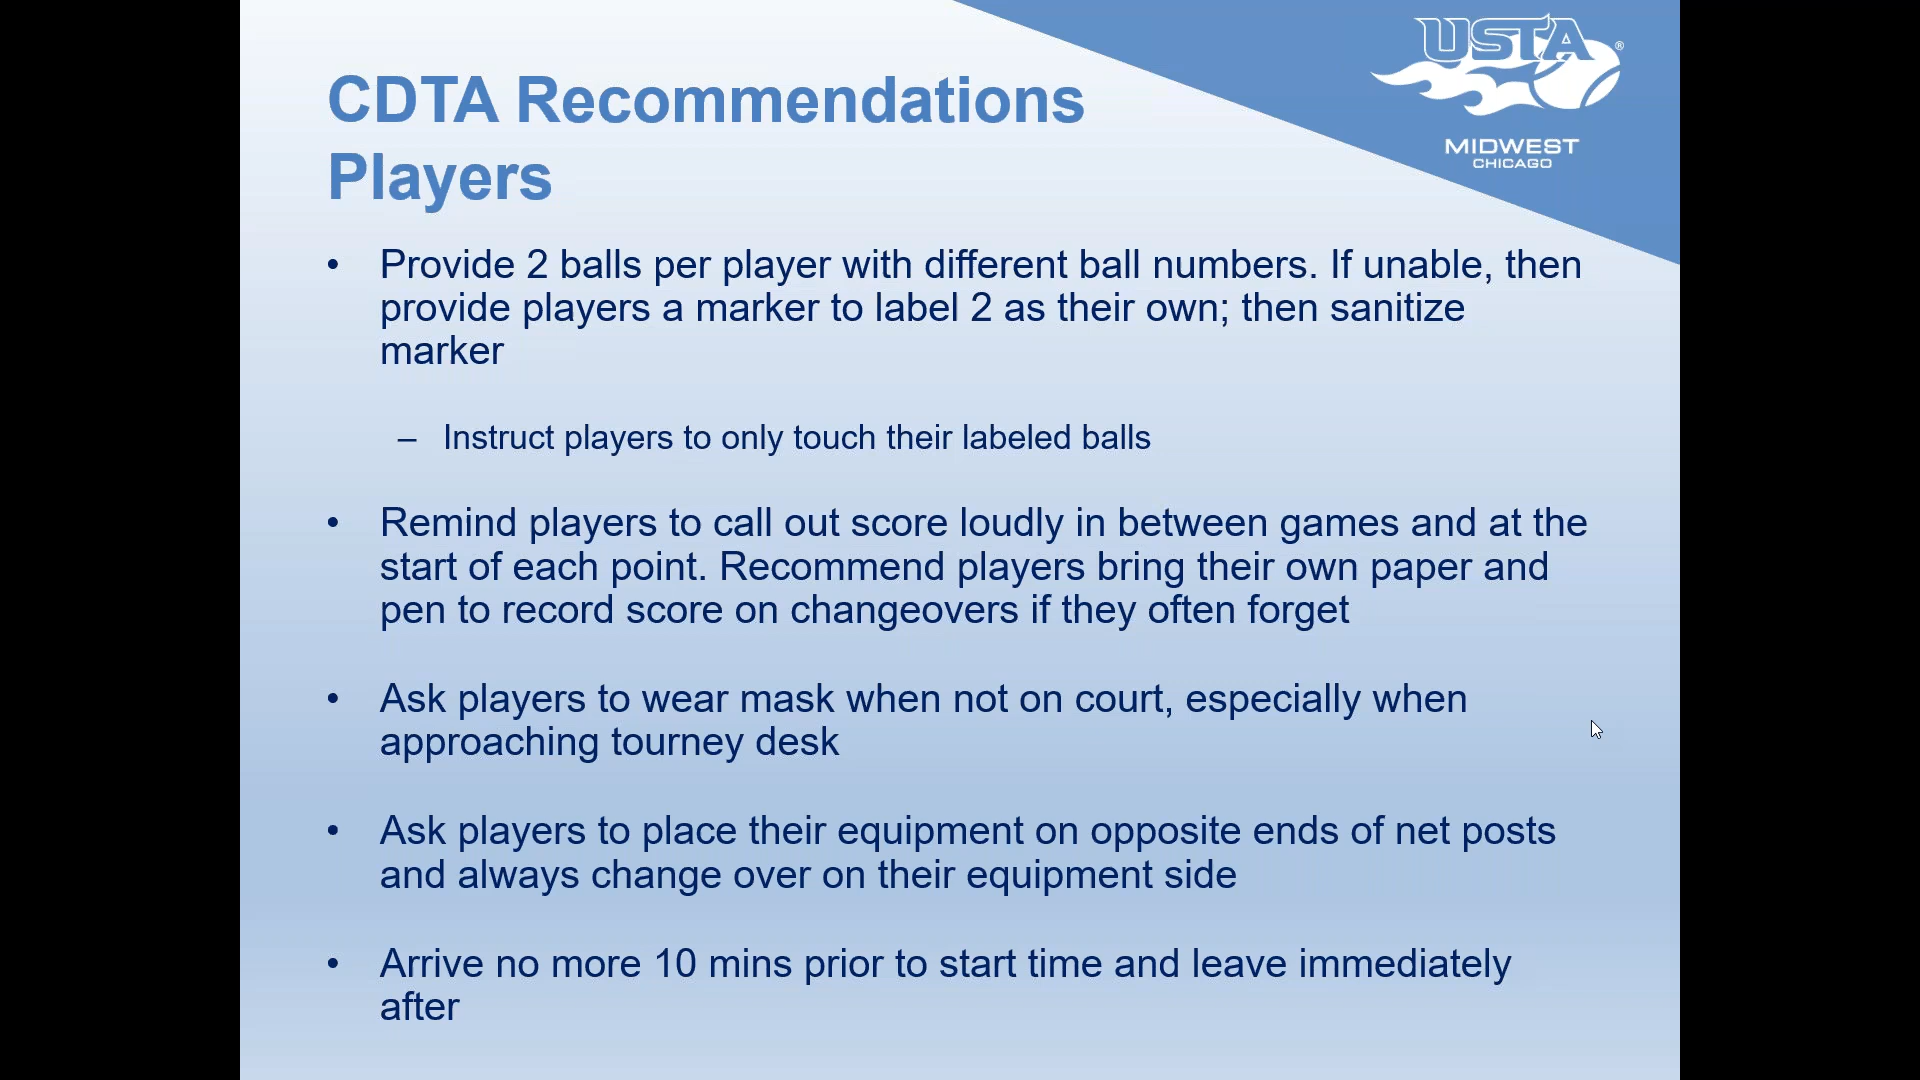 USTA®
MIDWEST
CHICAGO
CDTA Recommendations
Players
• Provide 2 balls per player with different ball numbers. If unable, then
provide players a marker to label 2 as their own; then sanitize
marker
– Instruct players to only touch their labeled balls
• Remind players to call out score loudly in between games and at the
start of each point. Recommend players bring their own paper and
pen to record score on changeovers if they often forget
• Ask players to wear mask when not on court, especially when
approaching tourney desk
• Ask players to place their equipment on opposite ends of net posts
and always change over on their equipment side
• Arrive no more 10 mins prior to start time and leave immediately
after